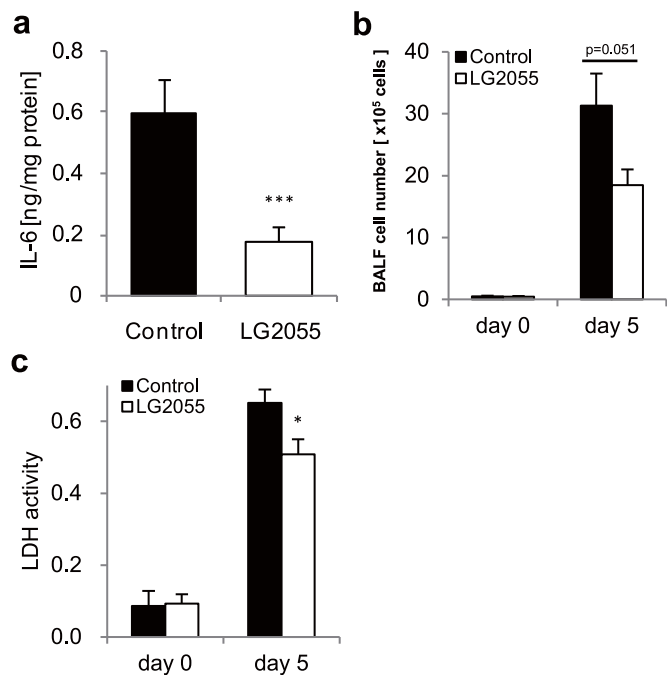 a
0.8
0.6
0.4
0.2
0
IL-6 [ng/mg protein]
***
Control LG2055
b
p=0.051
Control
LG2055
40
30
20
10
0
BALF cell number [ x10⁵ cells ]
day 0 day 5
c
Control
LG2055
0.6
0.4
0.2
0.0
LDH activity
*
day 0 day 5